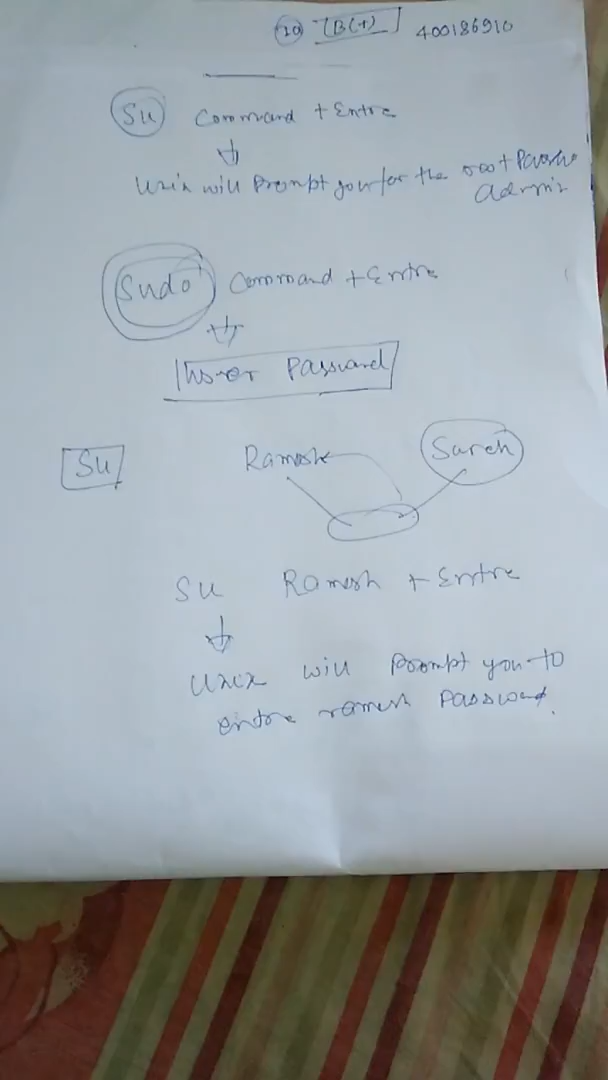 20 B(+) 400186910
Su Command + Entre
Unix will Prompt you for the root
admin
Sudo Command + Entre
User Password
Su Ramesh Suresh
Su Ramesh + Entre
Unix will Prompt you to
entre ramesh Password.